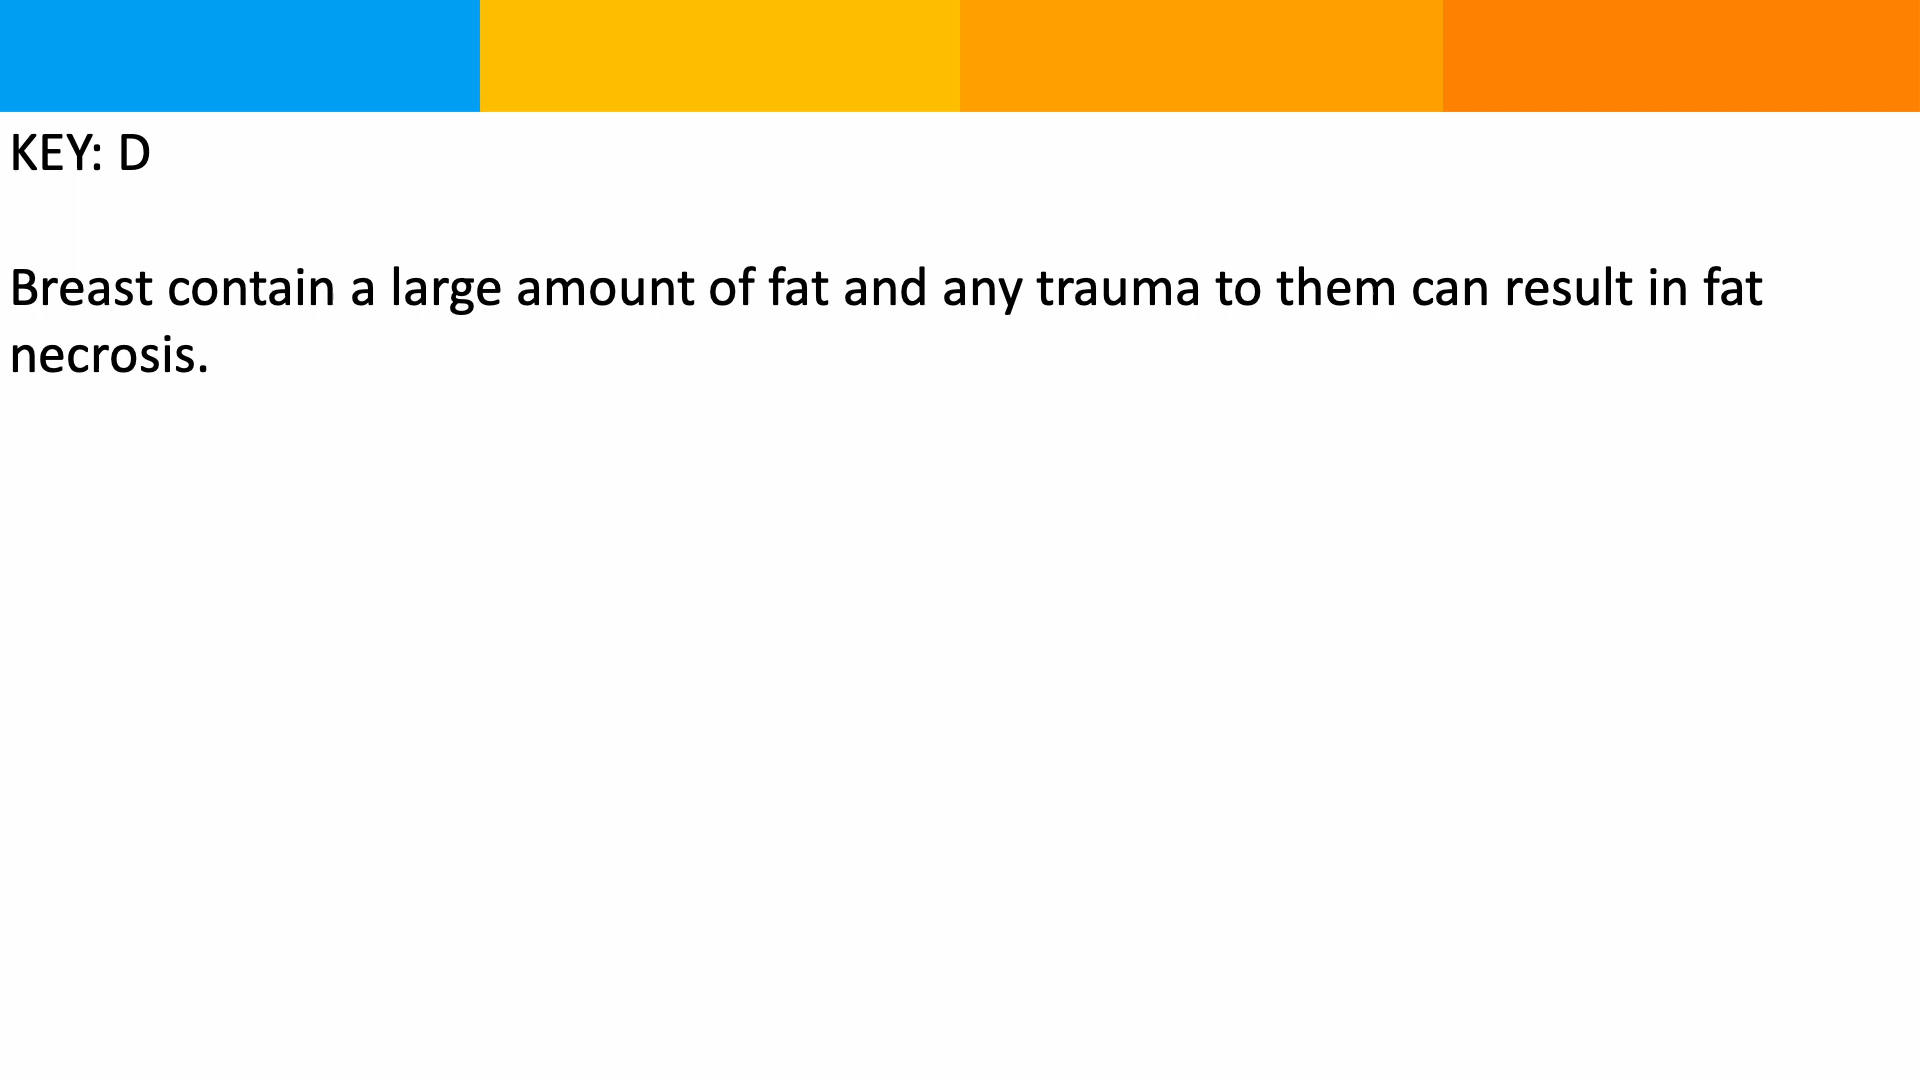 KEY: D
Breast contain a large amount of fat and any trauma to them can result in fat
necrosis.